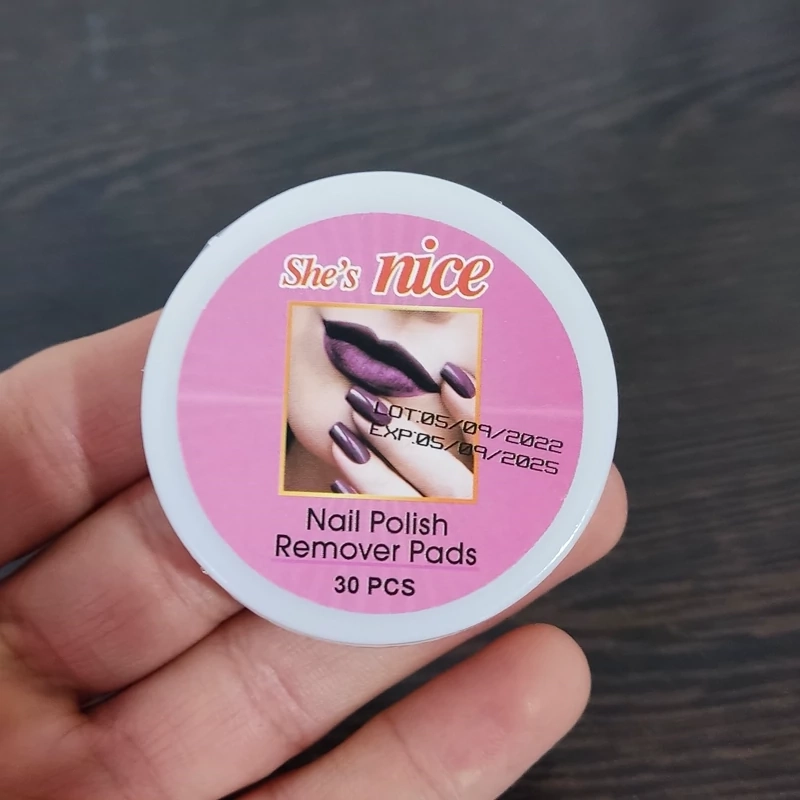 She's nice
LOT:05/09/2022
EXP:05/09/2025
Nail Polish
Remover Pads
30 PCS